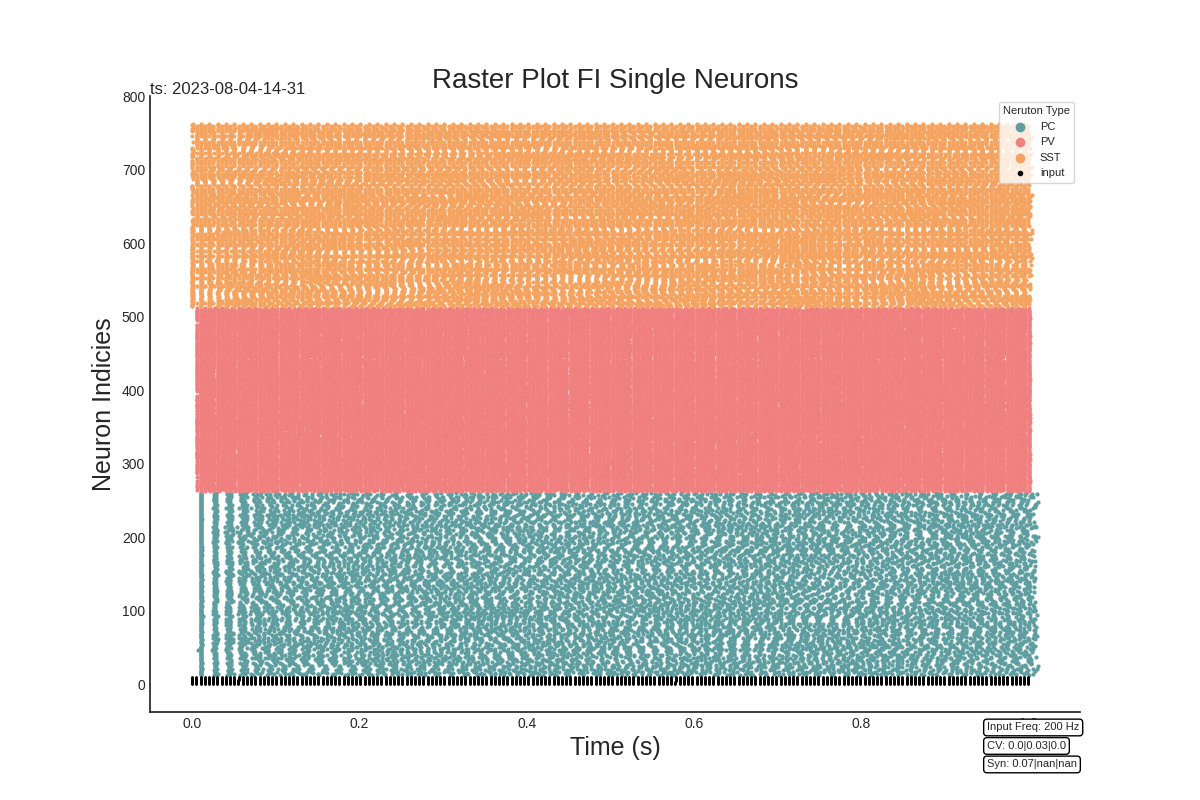 Raster Plot FI Single Neurons
ts: 2023-08-04-14-31
800
700
600
500
400
300
200
100
0
Neuron Indicies
Neruton Type
PC
PV
SST
input
0.0
0.2
0.4
0.6
0.8
Time (s)
Input Freq: 200 Hz
CV: 0.0|0.03|0.0
Syn: 0.07|nan|nan